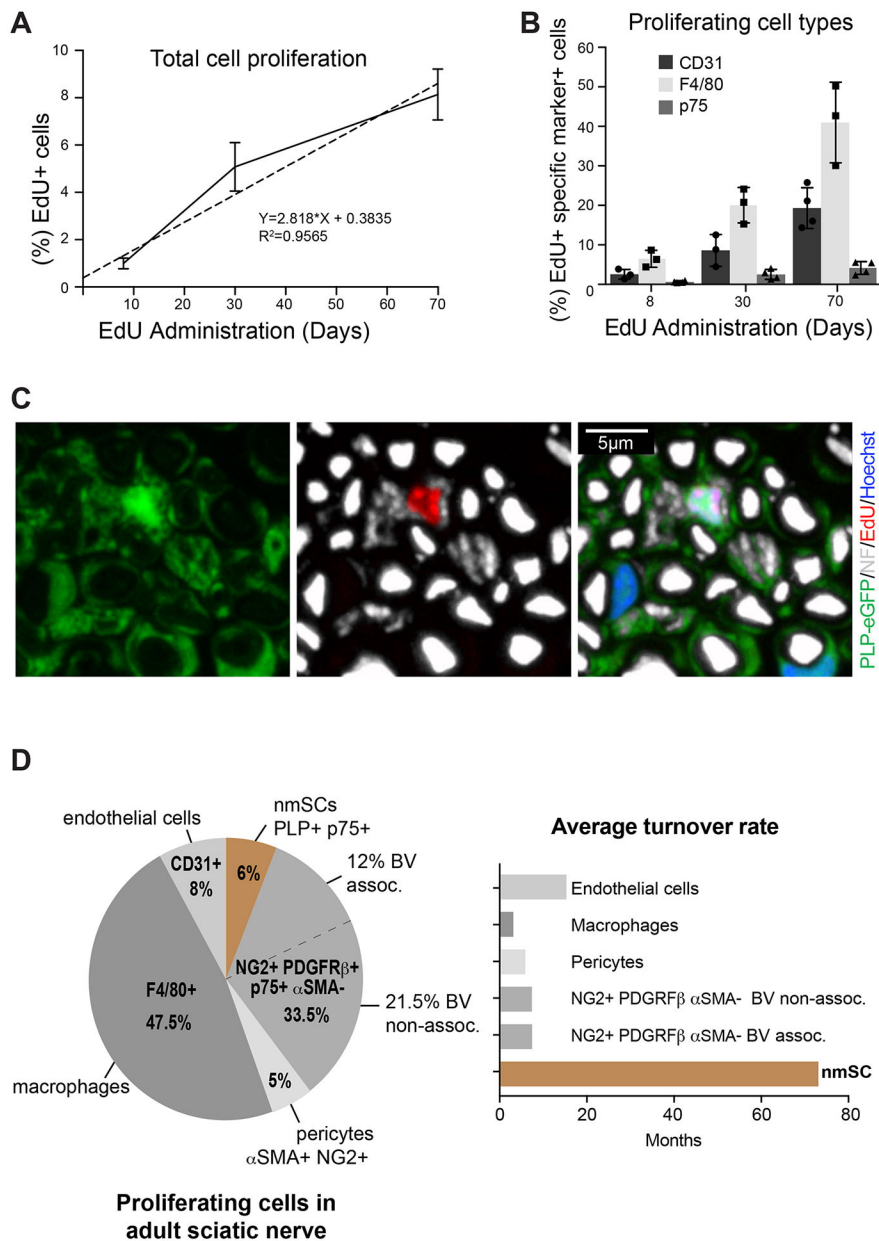 A
Total cell proliferation
(%) EdU+ cells
10
8
6
4
2
0
Y=2.818*X + 0.3835
R²=0.9565
0 10 20 30 40 50 60 70
EdU Administration (Days)
B
Proliferating cell types
(%) EdU+ specific marker+ cells
60
50
40
30
20
10
0
CD31
F4/80
p75
8 30 70
EdU Administration (Days)
C
5µm
PLP-eGFP/NF/EdU/Hoechst
D
endothelial cells
nmSCs
PLP+ p75+
12% BV
assoc.
CD31+
8%
6%
NG2+ PDGFRβ+
p75+ αSMA-
33.5%
21.5% BV
non-assoc.
F4/80+
47.5%
macrophages
5%
pericytes
αSMA+ NG2+
Proliferating cells in
adult sciatic nerve
Average turnover rate
Endothelial cells
Macrophages
Pericytes
NG2+ PDGRFβ αSMA- BV non-assoc.
NG2+ PDGRFβ αSMA- BV assoc.
nmSC
0 20 40 60 80
Months